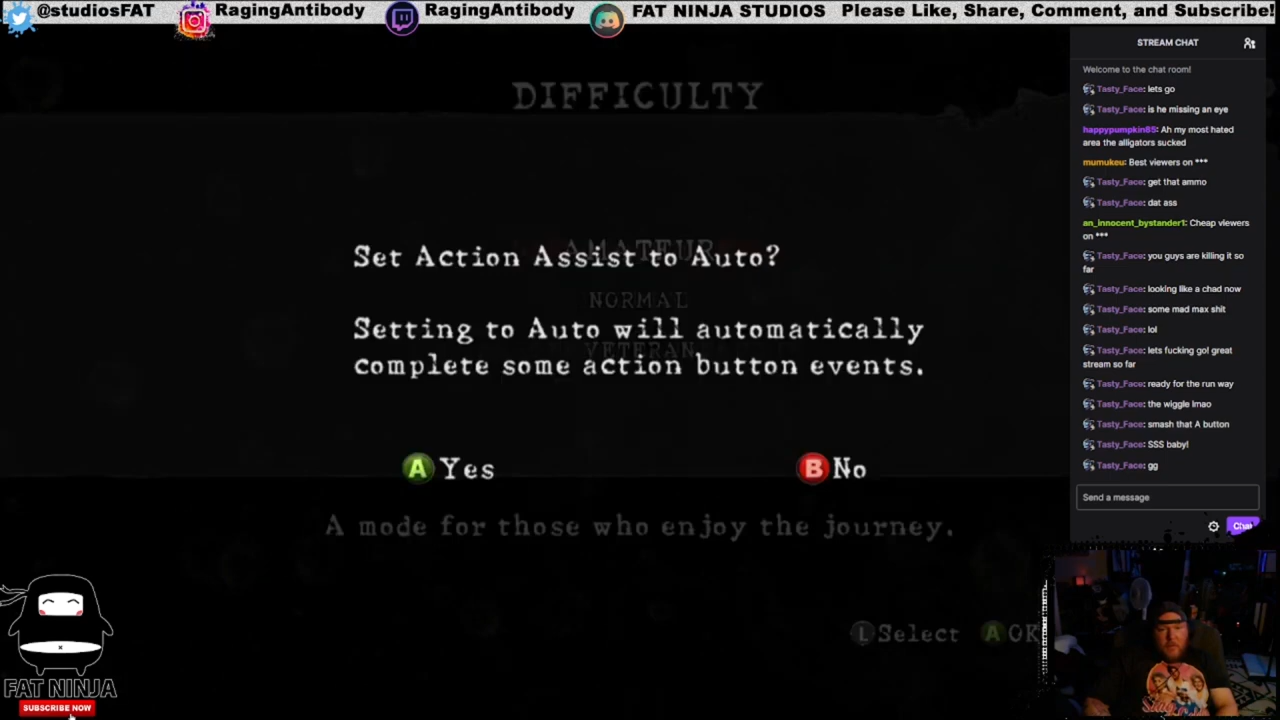 @studiosFAT RagingAntibody RagingAntibody FAT NINJA STUDIOS Please Like, Share, Comment, and Subscribe!
DIFFICULTY
AMATEUR
Set Action Assist to Auto?
NORMAL
Setting to Auto will automatically
VETERAN
complete some action button events.
A Yes
B No
A mode for those who enjoy the journey.
L Select A OK
STREAM CHAT
Welcome to the chat room!
Tasty_Face: lets go
Tasty_Face: is he missing an eye
happypumpkin85: Ah my most hated
area the alligators sucked
mumukeu: Best viewers on ***
Tasty_Face: get that ammo
Tasty_Face: dat ass
an_innocent_bystander1: Cheap viewers
on ***
Tasty_Face: you guys are killing it so
far
Tasty_Face: looking like a chad now
Tasty_Face: some mad max shit
Tasty_Face: lol
Tasty_Face: lets fucking go! great
stream so far
Tasty_Face: ready for the run way
Tasty_Face: the wiggle lmao
Tasty_Face: smash that A button
Tasty_Face: SSS baby!
Tasty_Face: gg
Send a message
Chat
FAT NINJA
SUBSCRIBE NOW